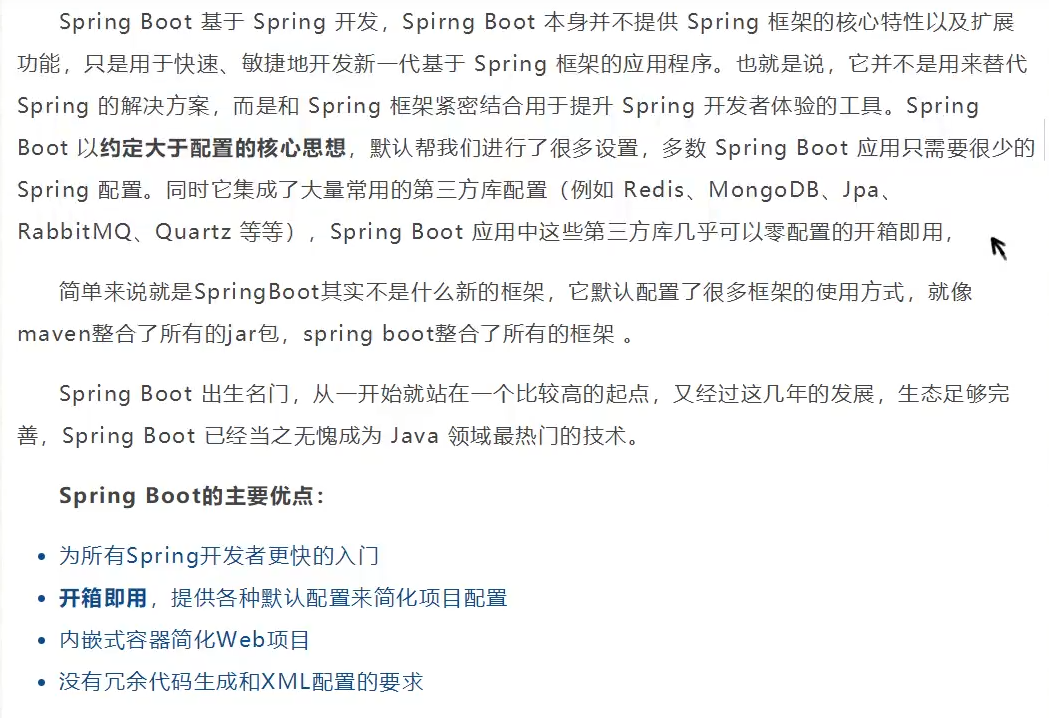 Spring Boot 基于 Spring 开发，Spirng Boot 本身并不提供 Spring 框架的核心特性以及扩展
功能，只是用于快速、敏捷地开发新一代基于 Spring 框架的应用程序。也就是说，它并不是用来替代
Spring 的解决方案，而是和 Spring 框架紧密结合用于提升 Spring 开发者体验的工具。Spring
Boot 以约定大于配置的核心思想，默认帮我们进行了很多设置，多数 Spring Boot 应用只需要很少的
Spring 配置。同时它集成了大量常用的第三方库配置（例如 Redis、MongoDB、Jpa、
RabbitMQ、Quartz 等等），Spring Boot 应用中这些第三方库几乎可以零配置的开箱即用，
简单来说就是SpringBoot其实不是什么新的框架，它默认配置了很多框架的使用方式，就像
maven整合了所有的jar包，spring boot整合了所有的框架 。
Spring Boot 出生名门，从一开始就站在一个比较高的起点，又经过这几年的发展，生态足够完
善，Spring Boot 已经当之无愧成为 Java 领域最热门的技术。
Spring Boot的主要优点：
• 为所有Spring开发者更快的入门
• 开箱即用，提供各种默认配置来简化项目配置
• 内嵌式容器简化Web项目
• 没有冗余代码生成和XML配置的要求